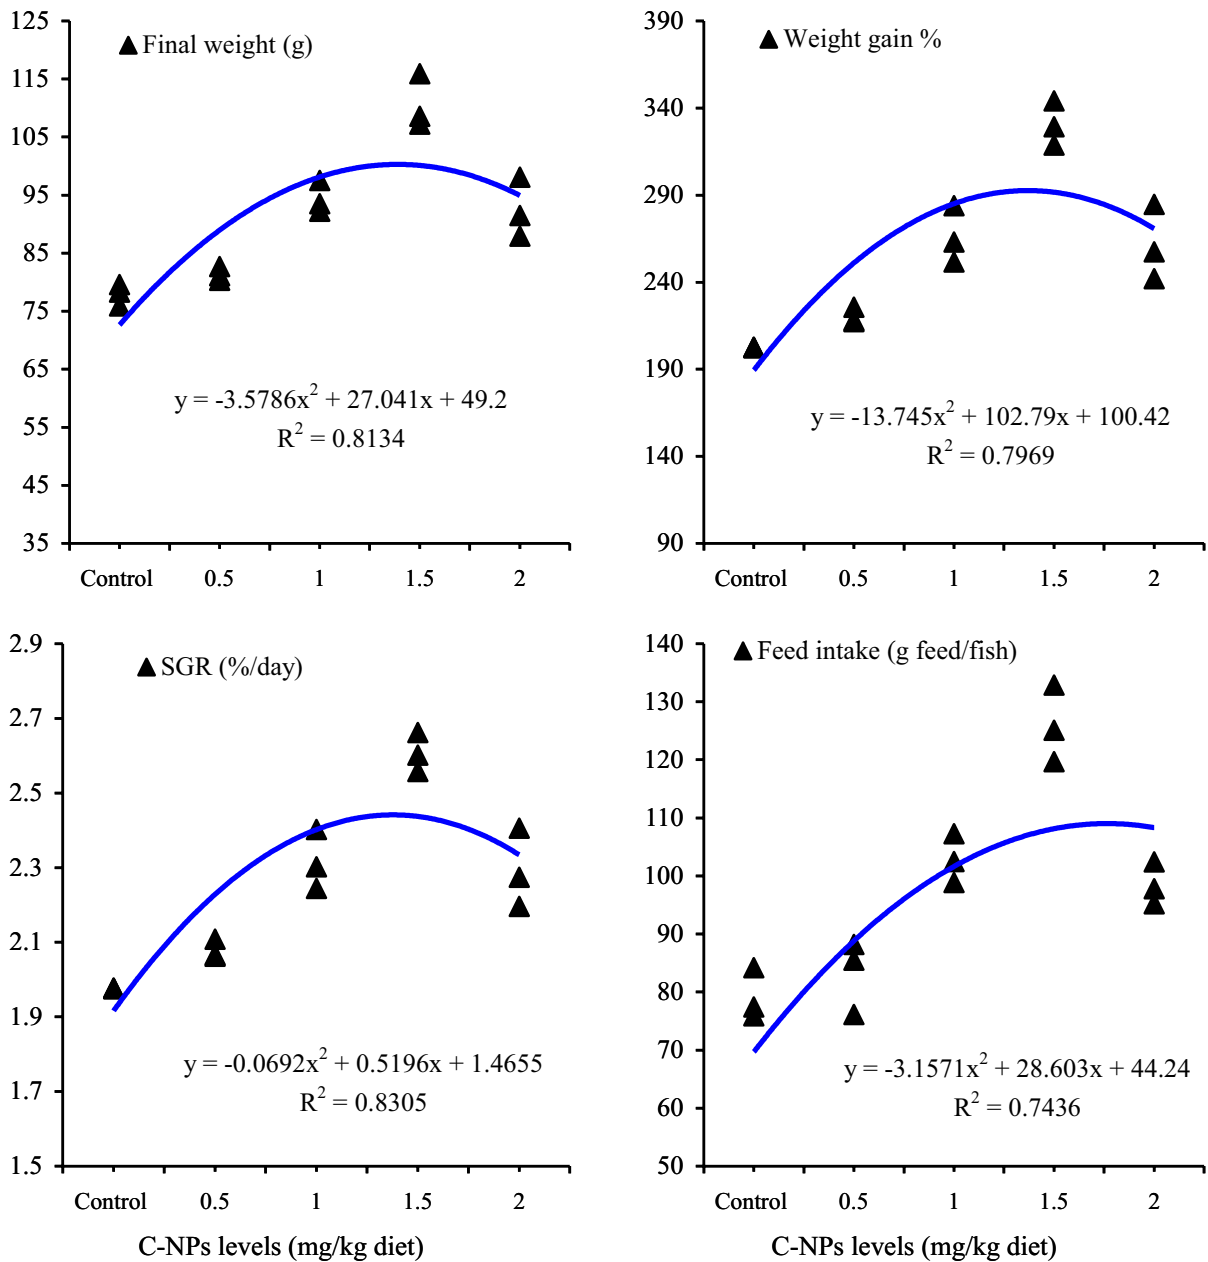 ▲ Final weight (g)
125
115
105
95
85
75
65
55
45
35
y = -3.5786x² + 27.041x + 49.2
R² = 0.8134
Control 0.5 1 1.5 2
▲ Weight gain %
390
340
290
240
190
140
90
y = -13.745x² + 102.79x + 100.42
R² = 0.7969
Control 0.5 1 1.5 2
▲ SGR (%/day)
2.9
2.7
2.5
2.3
2.1
1.9
1.7
1.5
y = -0.0692x² + 0.5196x + 1.4655
R² = 0.8305
Control 0.5 1 1.5 2
C-NPs levels (mg/kg diet)
▲ Feed intake (g feed/fish)
140
130
120
110
100
90
80
70
60
50
y = -3.1571x² + 28.603x + 44.24
R² = 0.7436
Control 0.5 1 1.5 2
C-NPs levels (mg/kg diet)